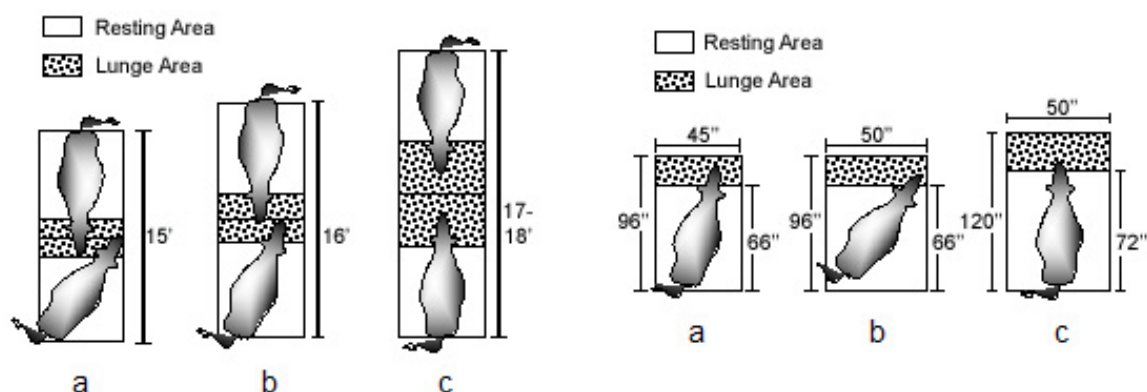 Resting Area
Lunge Area
15'
16'
17-
18'
a
b
c
Resting Area
Lunge Area
45"
50"
50"
96"
66"
96"
66"
120"
72"
a
b
c